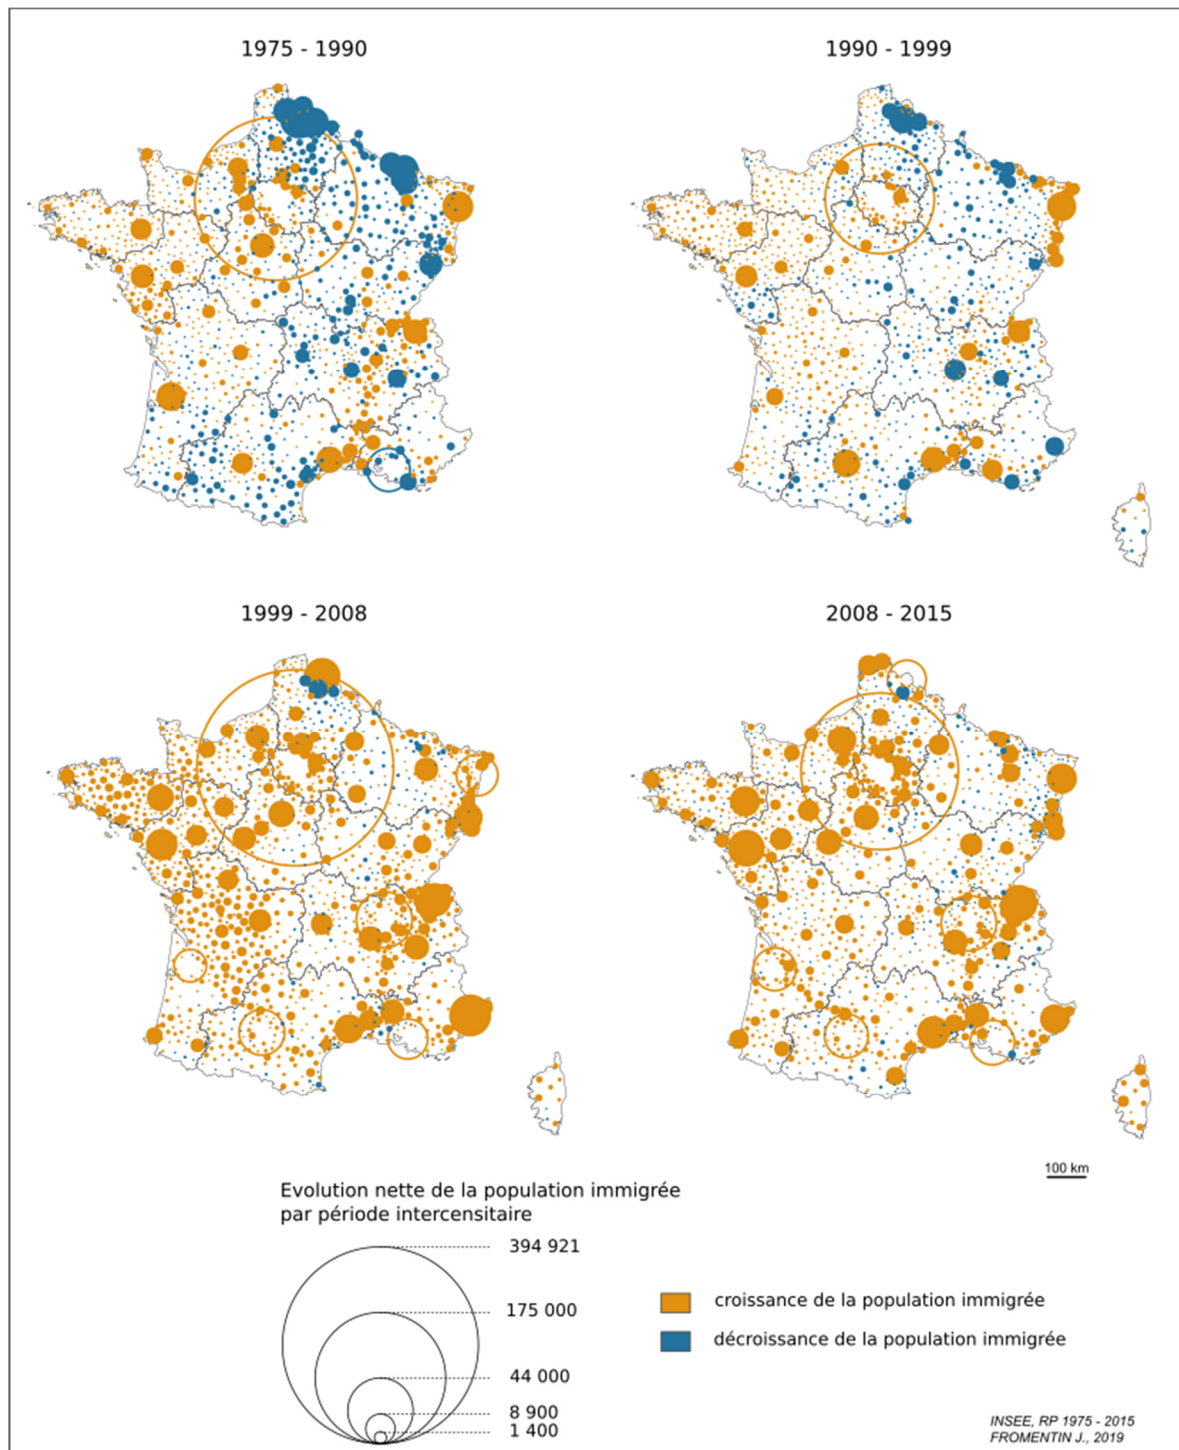 1975 - 1990
1990 - 1999
1999 - 2008
2008 - 2015
100 km
Evolution nette de la population immigrée
par période intercensitaire
394 921
175 000
44 000
8 900
1 400
croissance de la population immigrée
décroissance de la population immigrée
INSEE, RP 1975 - 2015
FROMENTIN J., 2019